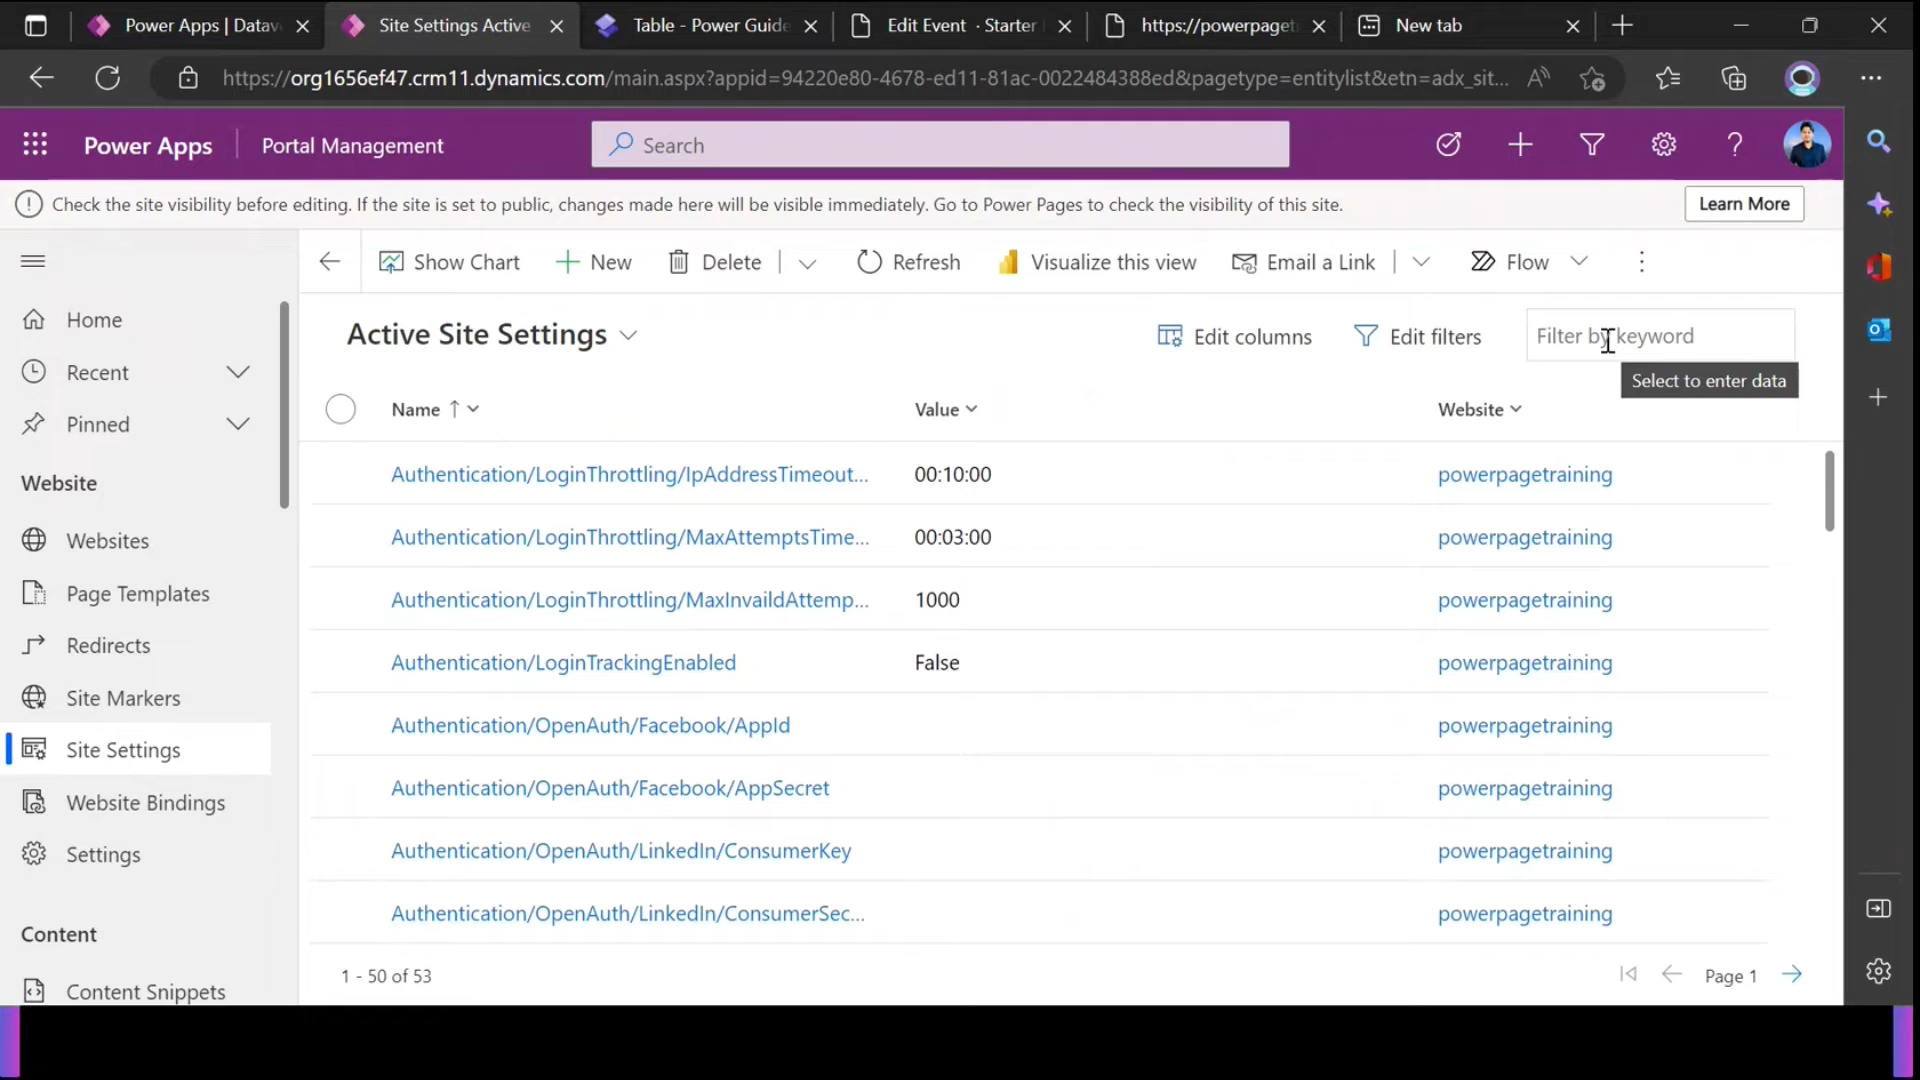 Power Apps | Datav
Site Settings Active
Table - Power Guide
Edit Event · Starter
https://powerpaget
New tab
https://org1656ef47.crm11.dynamics.com/main.aspx?appid=94220e80-4678-ed11-81ac-0022484388ed&pagetype=entitylist&etn=adx_sit...
Power Apps
Portal Management
Search
Check the site visibility before editing. If the site is set to public, changes made here will be visible immediately. Go to Power Pages to check the visibility of this site.
Learn More
Show Chart
New
Delete
Refresh
Visualize this view
Email a Link
Flow
Home
Recent
Pinned
Website
Websites
Page Templates
Redirects
Site Markers
Site Settings
Website Bindings
Settings
Content
Content Snippets
Active Site Settings
Edit columns
Edit filters
Filter by keyword
Select to enter data
Name Value Website
Authentication/LoginThrottling/IpAddressTimeout... 00:10:00 powerpagetraining
Authentication/LoginThrottling/MaxAttemptsTime... 00:03:00 powerpagetraining
Authentication/LoginThrottling/MaxInvaildAttemp... 1000 powerpagetraining
Authentication/LoginTrackingEnabled False powerpagetraining
Authentication/OpenAuth/Facebook/AppId powerpagetraining
Authentication/OpenAuth/Facebook/AppSecret powerpagetraining
Authentication/OpenAuth/LinkedIn/ConsumerKey powerpagetraining
Authentication/OpenAuth/LinkedIn/ConsumerSec... powerpagetraining
1 - 50 of 53
Page 1